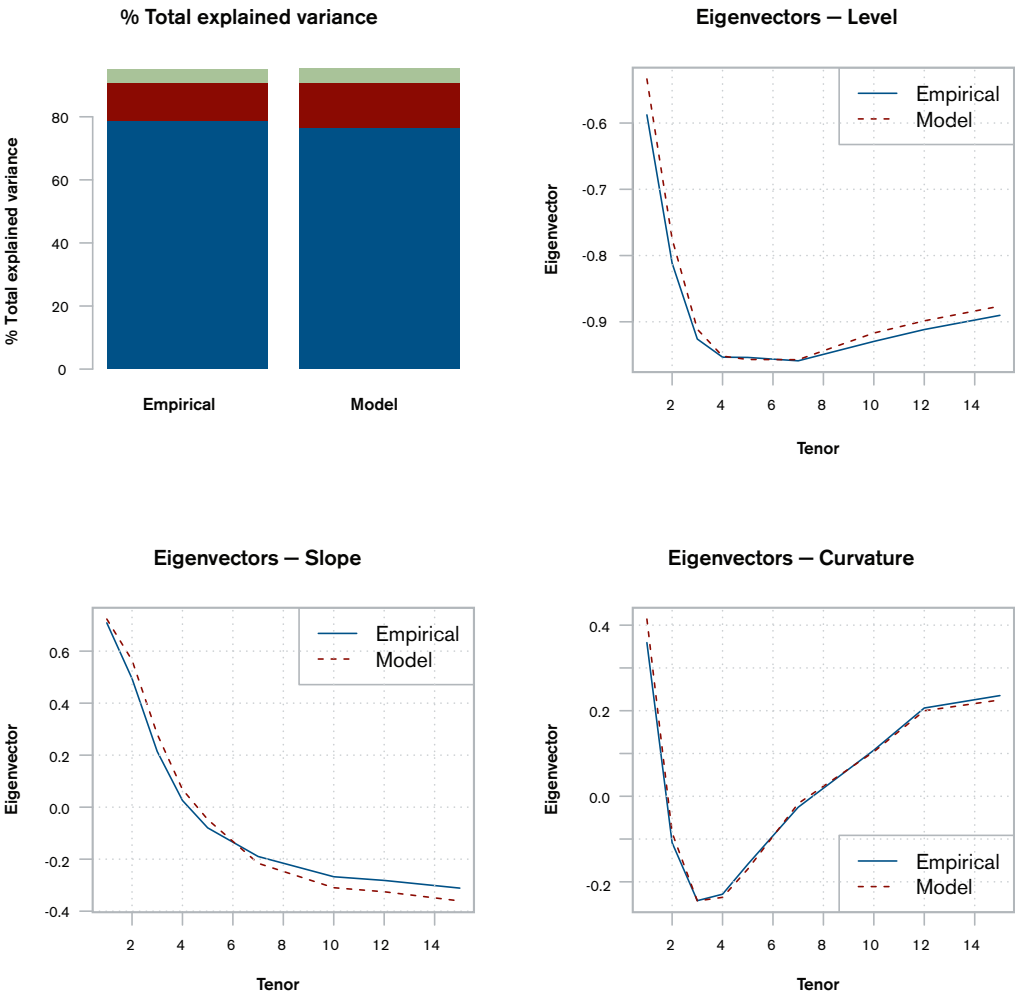 % Total explained variance
% Total explained variance
80
60
40
20
0
Empirical
Model
Eigenvectors – Level
Eigenvector
-0.6
-0.7
-0.8
-0.9
Empirical
Model
2 4 6 8 10 12 14
Tenor
Eigenvectors – Slope
Eigenvector
0.6
0.4
0.2
0.0
-0.2
-0.4
Empirical
Model
2 4 6 8 10 12 14
Tenor
Eigenvectors – Curvature
Eigenvector
0.4
0.2
0.0
-0.2
Empirical
Model
2 4 6 8 10 12 14
Tenor